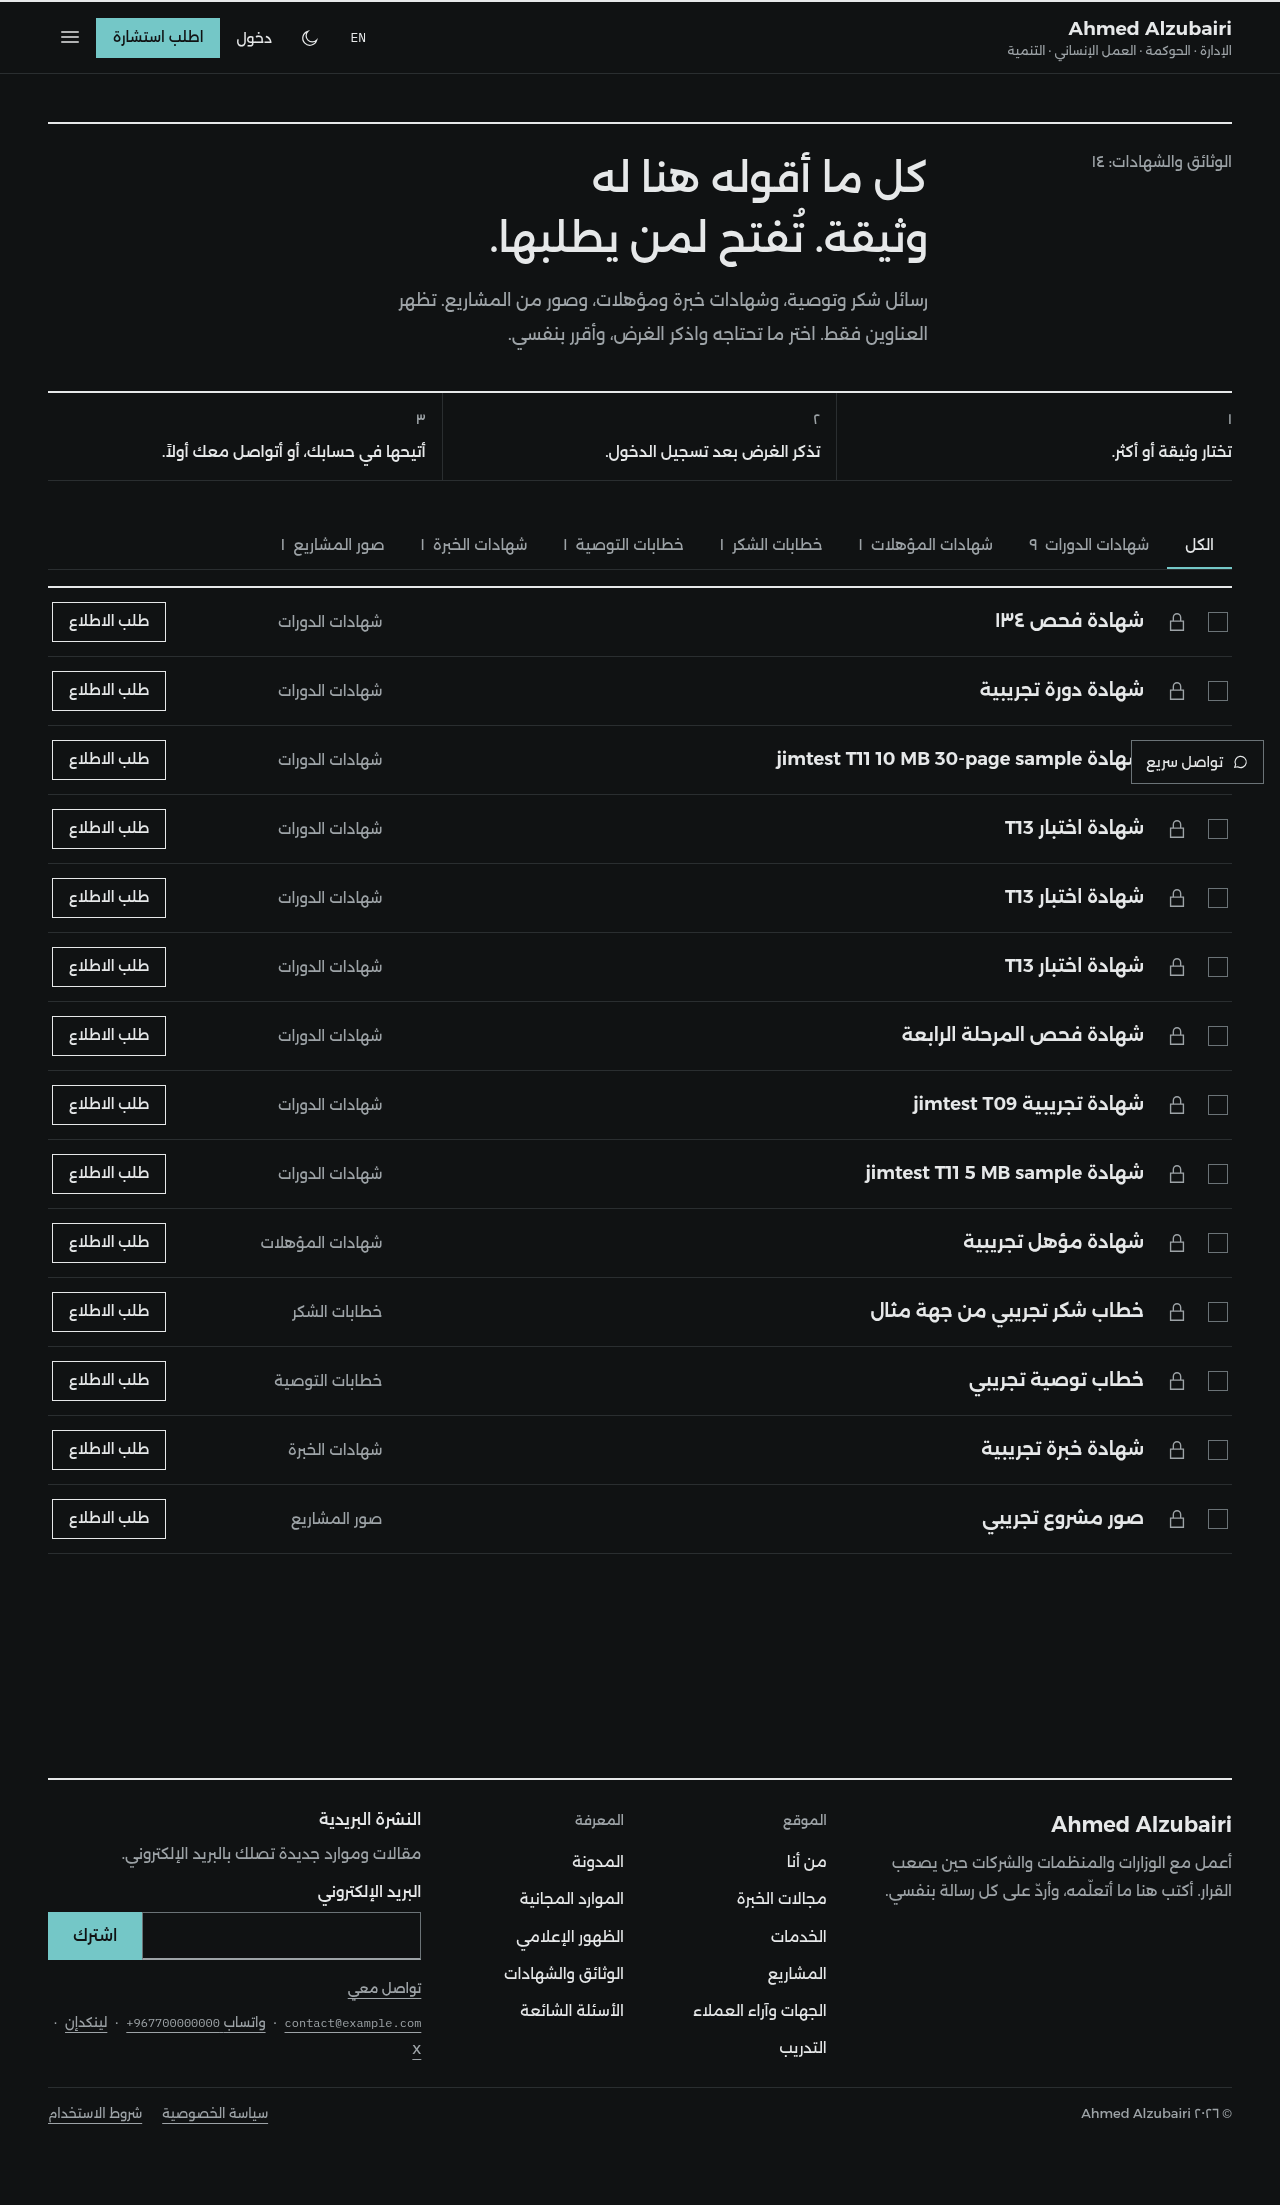 Ahmed Alzubairi
الإدارة · الحوكمة · العمل الإنساني · التنمية
EN
دخول
اطلب استشارة
الوثائق والشهادات: ١٤
كل ما أقوله هنا له
وثيقة. تُفتح لمن يطلبها.
رسائل شكر وتوصية، وشهادات خبرة ومؤهلات، وصور من المشاريع. تظهر
العناوين فقط. اختر ما تحتاجه واذكر الغرض، وأقرر بنفسي.
١
تختار وثيقة أو أكثر.
٢
تذكر الغرض بعد تسجيل الدخول.
٣
أتيحها في حسابك، أو أتواصل معك أولاً.
الكل
شهادات الدورات ٩
شهادات المؤهلات ١
خطابات الشكر ١
خطابات التوصية ١
شهادات الخبرة ١
صور المشاريع ١
شهادة فحص ١٣٤ شهادات الدورات طلب الاطلاع
شهادة دورة تجريبية شهادات الدورات طلب الاطلاع
تواصل سريع
jimtest T11 10 MB 30-page sample شهادات الدورات طلب الاطلاع
شهادة اختبار T13 شهادات الدورات طلب الاطلاع
شهادة اختبار T13 شهادات الدورات طلب الاطلاع
شهادة اختبار T13 شهادات الدورات طلب الاطلاع
شهادة فحص المرحلة الرابعة شهادات الدورات طلب الاطلاع
شهادة تجريبية jimtest T09 شهادات الدورات طلب الاطلاع
شهادة jimtest T11 5 MB sample شهادات الدورات طلب الاطلاع
شهادة مؤهل تجريبية شهادات المؤهلات طلب الاطلاع
خطاب شكر تجريبي من جهة مثال خطابات الشكر طلب الاطلاع
خطاب توصية تجريبي خطابات التوصية طلب الاطلاع
شهادة خبرة تجريبية شهادات الخبرة طلب الاطلاع
صور مشروع تجريبي صور المشاريع طلب الاطلاع
Ahmed Alzubairi
أعمل مع الوزارات والمنظمات والشركات حين يصعب
القرار. أكتب هنا ما أتعلّمه، وأردّ على كل رسالة بنفسي.
الموقع
من أنا
مجالات الخبرة
الخدمات
المشاريع
الجهات وآراء العملاء
التدريب
المعرفة
المدونة
الموارد المجانية
الظهور الإعلامي
الوثائق والشهادات
الأسئلة الشائعة
النشرة البريدية
مقالات وموارد جديدة تصلك بالبريد الإلكتروني.
البريد الإلكتروني
اشترك
تواصل معي
contact@example.com · واتساب +967700000000 · لينكدإن ·
X
© ٢٠٢٦ Ahmed Alzubairi
سياسة الخصوصية
شروط الاستخدام